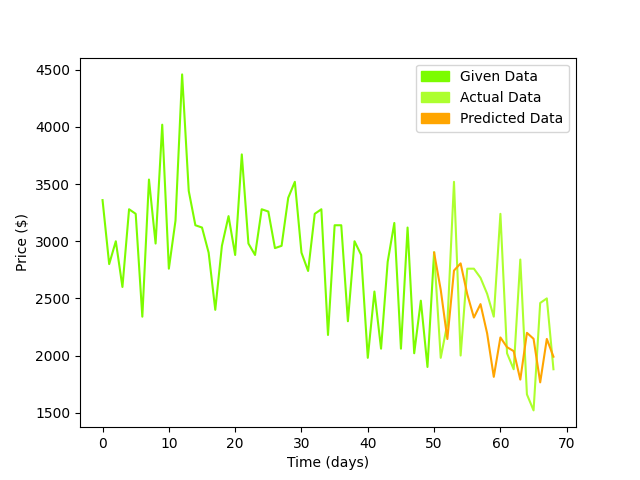 4500
4000
3500
3000
2500
2000
1500
Price ($)
0 10 20 30 40 50 60 70
Time (days)
Given Data
Actual Data
Predicted Data